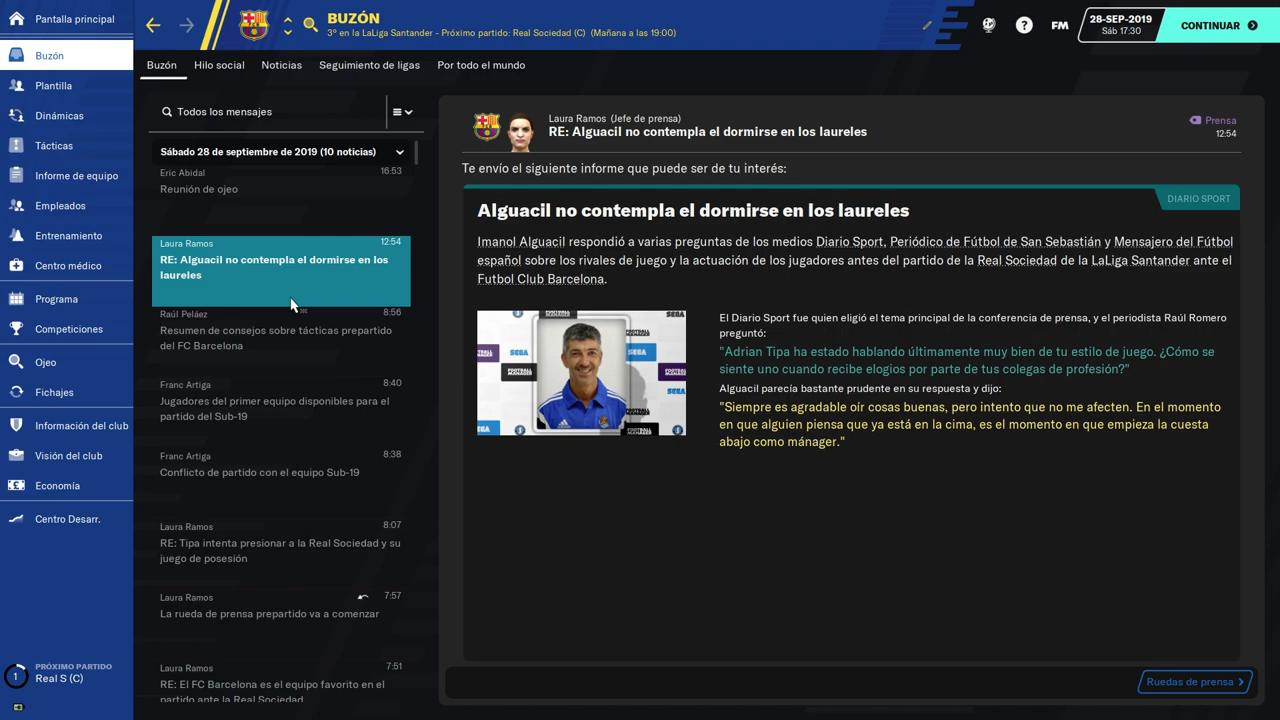 Pantalla principal
BUZÓN
3º en la LaLiga Santander - Próximo partido: Real Sociedad (C) (Mañana a las 19:00)
FM
28-SEP-2019
Sáb 17:30
CONTINUAR
Buzón
Plantilla
Dinámicas
Tácticas
Informe de equipo
Empleados
Entrenamiento
Centro médico
Programa
Competiciones
Ojeo
Fichajes
Información del club
Visión del club
Economía
Centro Desarr.
PRÓXIMO PARTIDO
1
Real S (C)
Buzón
Hilo social
Noticias
Seguimiento de ligas
Por todo el mundo
Todos los mensajes
Sábado 28 de septiembre de 2019 (10 noticias)
Eric Abidal 16:53
Reunión de ojeo
Laura Ramos 12:54
RE: Alguacil no contempla el dormirse en los
laureles
Raúl Peláez 8:56
Resumen de consejos sobre tácticas prepartido
del FC Barcelona
Franc Artiga 8:40
Jugadores del primer equipo disponibles para el
partido del Sub-19
Franc Artiga 8:38
Conflicto de partido con el equipo Sub-19
Laura Ramos 8:07
RE: Tipa intenta presionar a la Real Sociedad y su
juego de posesión
Laura Ramos 7:57
La rueda de prensa prepartido va a comenzar
Laura Ramos 7:51
RE: El FC Barcelona es el equipo favorito en el
partido ante la Real Sociedad
Laura Ramos (Jefe de prensa)
RE: Alguacil no contempla el dormirse en los laureles
Prensa
12:54
Te envío el siguiente informe que puede ser de tu interés:
DIARIO SPORT
Alguacil no contempla el dormirse en los laureles
Imanol Alguacil respondió a varias preguntas de los medios Diario Sport, Periódico de Fútbol de San Sebastián y Mensajero del Fútbol
español sobre los rivales de juego y la actuación de los jugadores antes del partido de la Real Sociedad de la LaLiga Santander ante el
Futbol Club Barcelona.
SEGA
SEGA
SEGA
FOOTBALL MANAGER
El Diario Sport fue quien eligió el tema principal de la conferencia de prensa, y el periodista Raúl Romero
preguntó:
"Adrian Tipa ha estado hablando últimamente muy bien de tu estilo de juego. ¿Cómo se
siente uno cuando recibe elogios por parte de tus colegas de profesión?"
Alguacil parecía bastante prudente en su respuesta y dijo:
"Siempre es agradable oír cosas buenas, pero intento que no me afecten. En el momento
en que alguien piensa que ya está en la cima, es el momento en que empieza la cuesta
abajo como mánager."
Ruedas de prensa